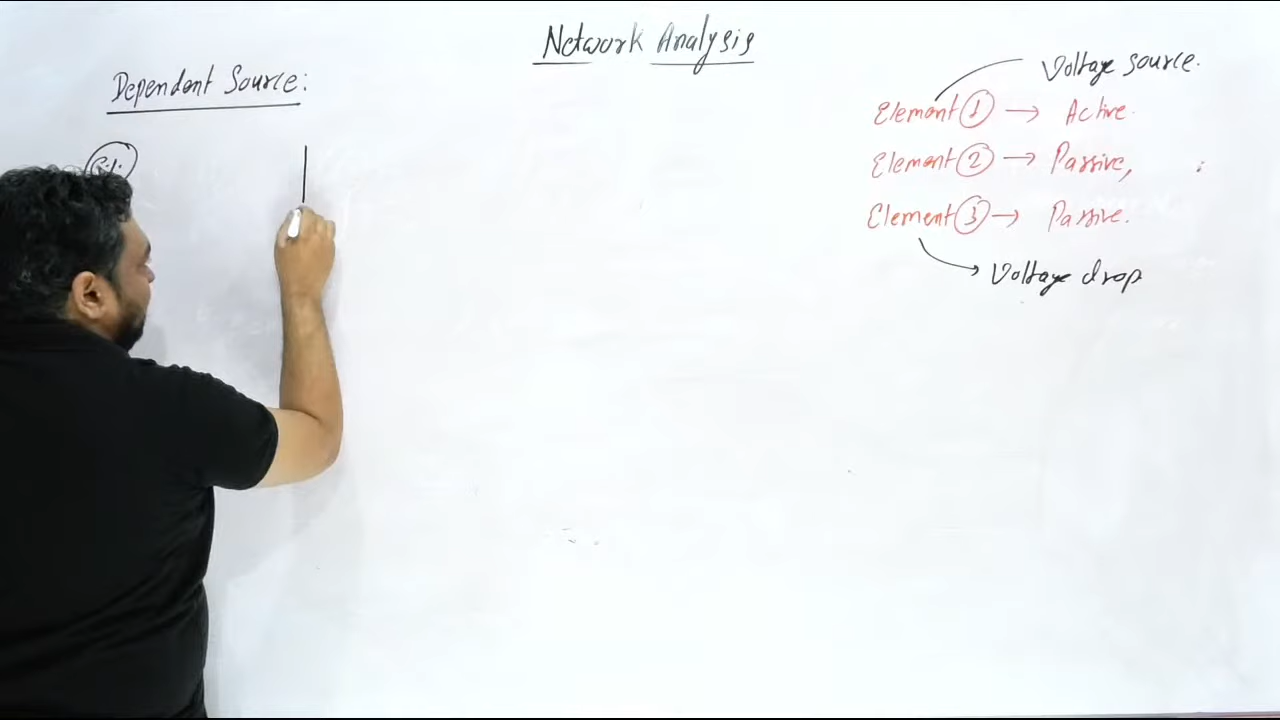 Network Analysis
Dependent Source:
Voltage source.
Element ① → Active.
Element ② → Passive,
Element ③ → Passive.
Voltage drop